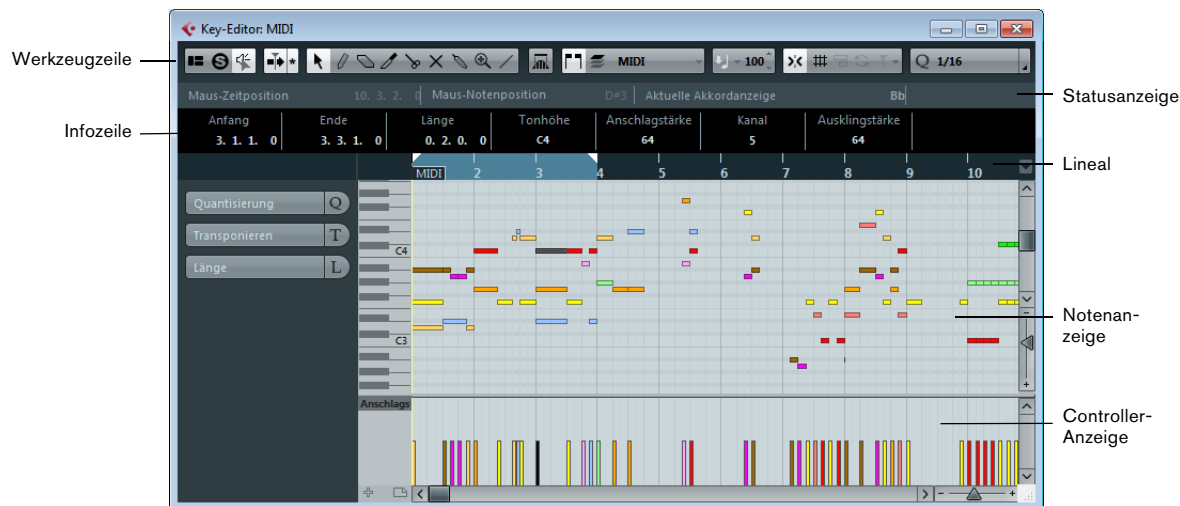 Key-Editor: MIDI
Werkzeugzeile
MIDI
100
Q 1/16
Maus-Zeitposition 10. 3. 2. 0 Maus-Notenposition D#3 Aktuelle Akkordanzeige Bb
Statusanzeige
Infozeile
Anfang Ende Länge Tonhöhe Anschlagstärke Kanal Ausklingstärke
3. 1. 1. 0 3. 3. 1. 0 0. 2. 0. 0 C4 64 5 64
Lineal
MIDI 2 3 4 5 6 7 8 9 10
Quantisierung Q
Transponieren T
C4
Länge L
Notenan-
zeige
C3
Anschlags
Controller-
Anzeige